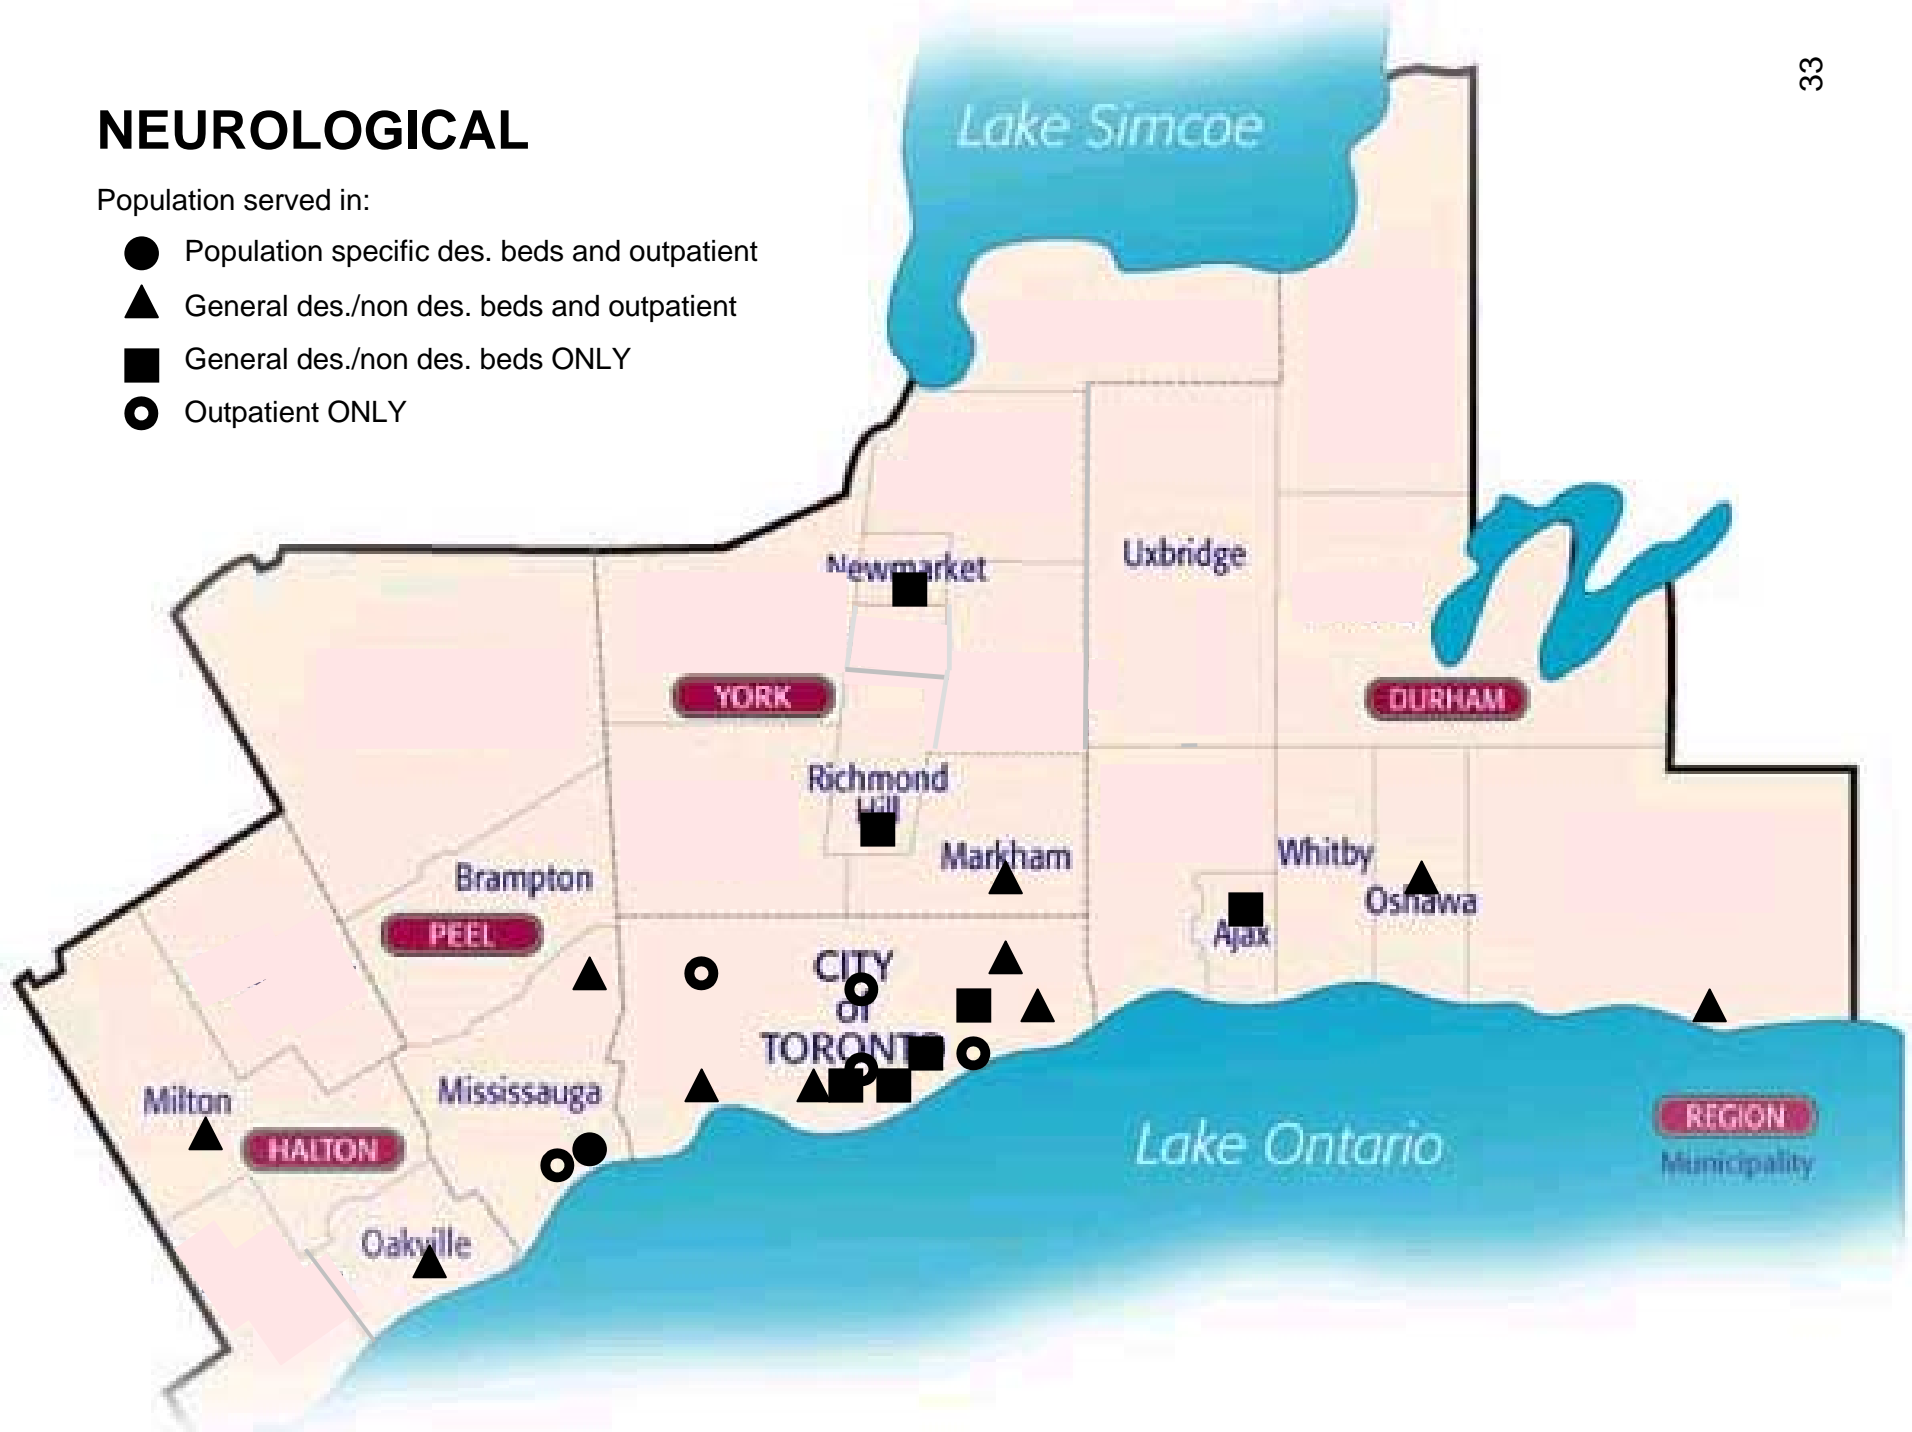 33
NEUROLOGICAL
Population served in:
Population specific des. beds and outpatient
General des./non des. beds and outpatient
General des./non des. beds ONLY
Outpatient ONLY
Lake Simcoe
Newmarket
Uxbridge
YORK
DURHAM
Richmond
Hill
Markham
Whitby
Oshawa
Ajax
Brampton
PEEL
CITY
OF
TORONTO
Milton
Mississauga
HALTON
Oakville
Lake Ontario
REGION
Municipality